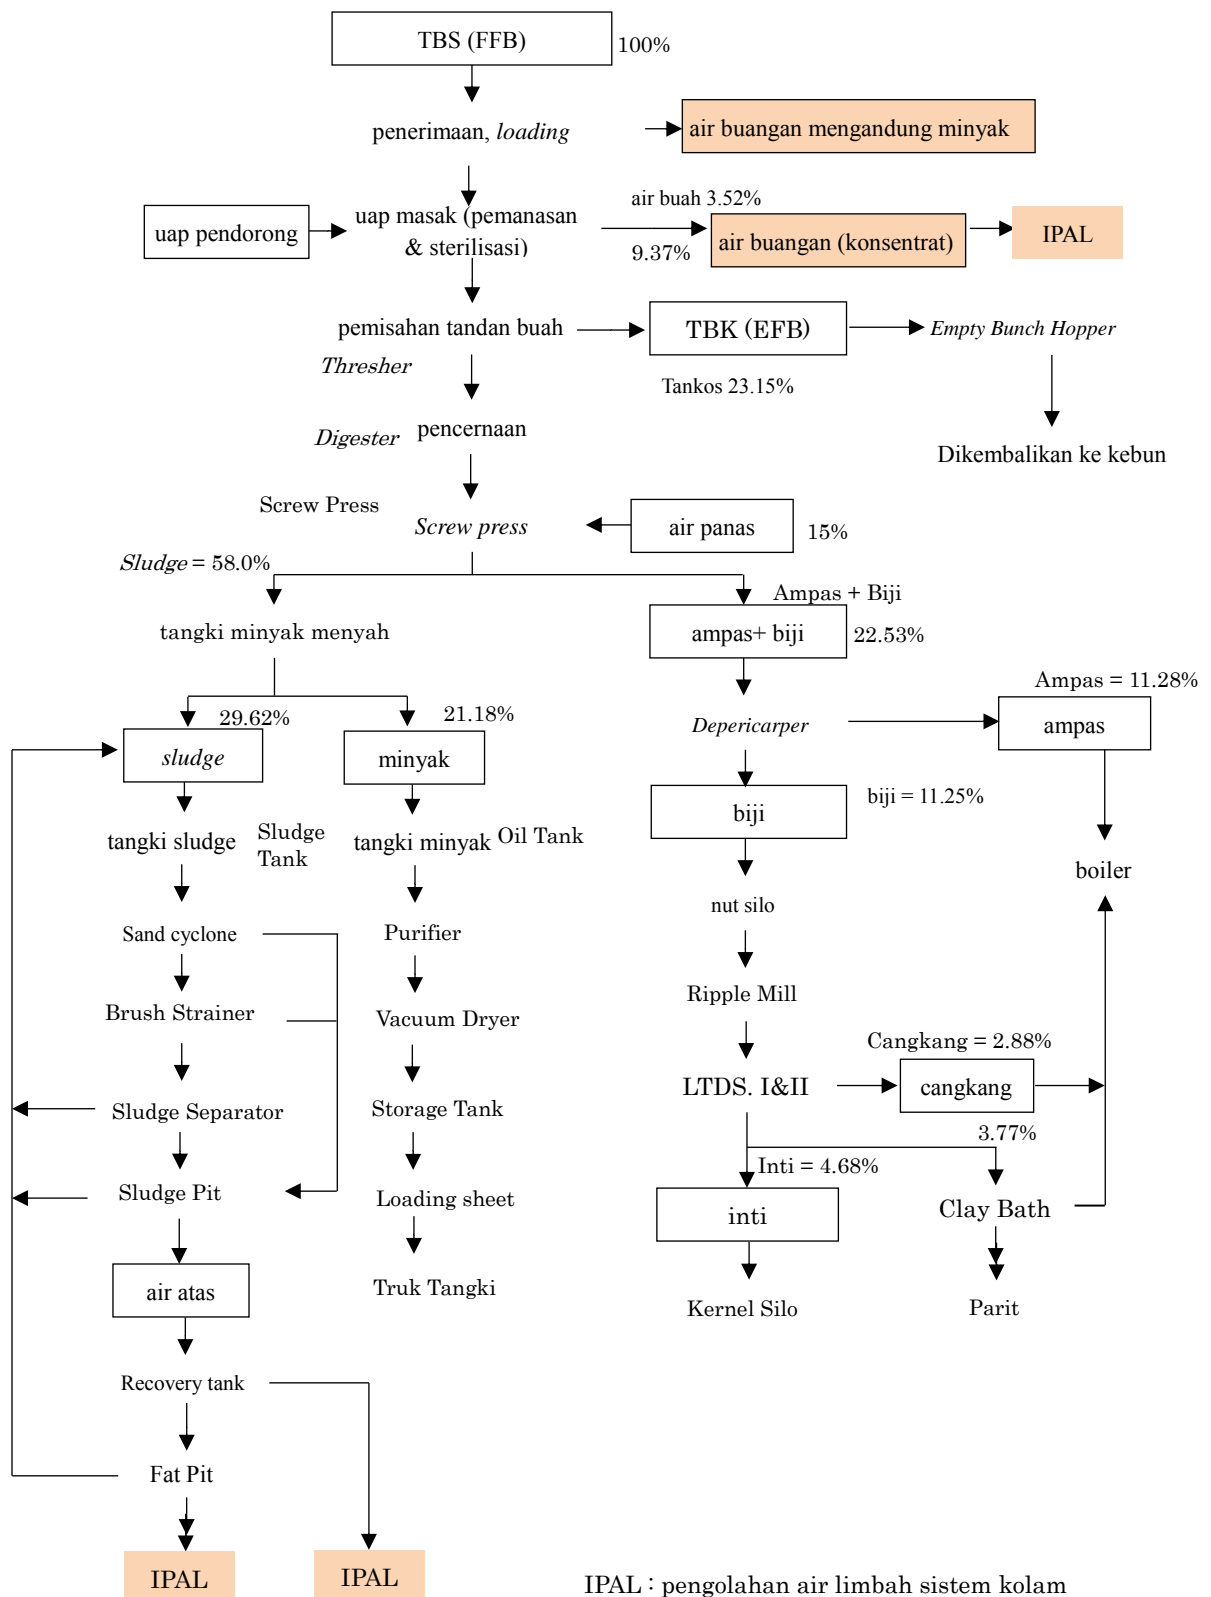 TBS (FFB)
100%
penerimaan, loading
air buangan mengandung minyak
uap pendorong
uap masak (pemanasan
& sterilisasi)
air buah 3.52%
9.37%
air buangan (konsentrat)
IPAL
pemisahan tandan buah
Thresher
TBK (EFB)
Tankos 23.15%
Empty Bunch Hopper
Dikembalikan ke kebun
Digester
pencernaan
Screw Press
Screw press
air panas
15%
Sludge = 58.0%
Ampas + Biji
tangki minyak menyah
ampas+ biji
22.53%
Ampas = 11.28%
29.62%
21.18%
sludge
minyak
Depericarper
ampas
biji
biji = 11.25%
tangki sludge
Sludge
Tank
tangki minyak
Oil Tank
boiler
nut silo
Sand cyclone
Purifier
Ripple Mill
Brush Strainer
Vacuum Dryer
Cangkang = 2.88%
LTDS. I&II
cangkang
Sludge Separator
Storage Tank
3.77%
Inti = 4.68%
Sludge Pit
Loading sheet
inti
Clay Bath
air atas
Truk Tangki
Kernel Silo
Parit
Recovery tank
Fat Pit
IPAL
IPAL
IPAL : pengolahan air limbah sistem kolam